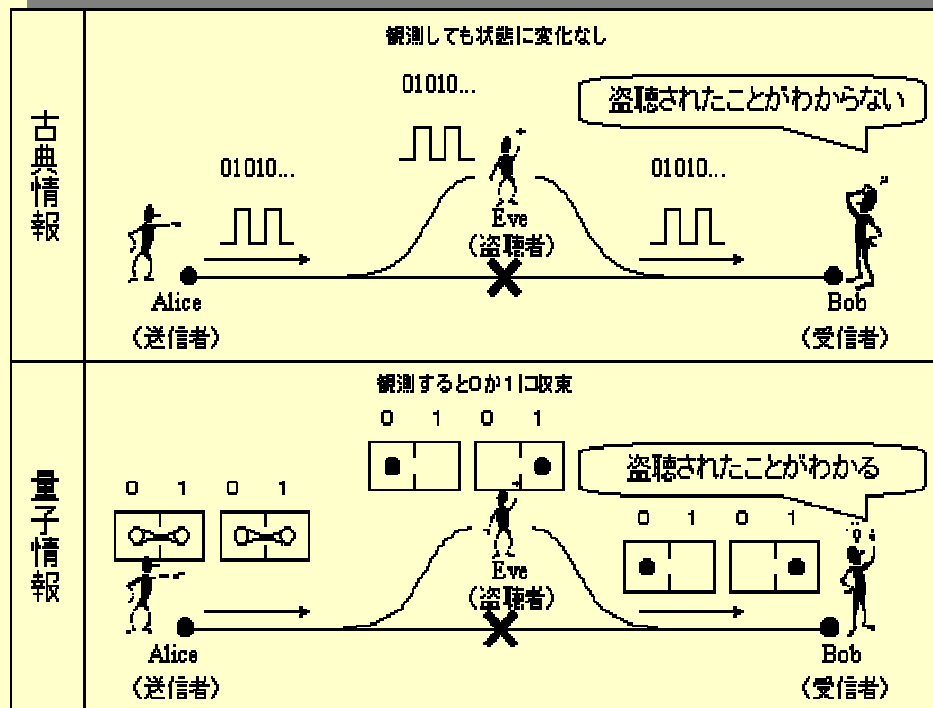 古典情報
観測しても状態に変化なし
01010...
盗聴されたことがわからない
01010...
01010...
Eve
(盗聴者)
Alice
(送信者)
Bob
(受信者)
量子情報
観測すると0か1に収束
0 1 0 1
盗聴されたことがわかる
0 1 0 1
0 1 0 1
Eve
(盗聴者)
Alice
(送信者)
Bob
(受信者)